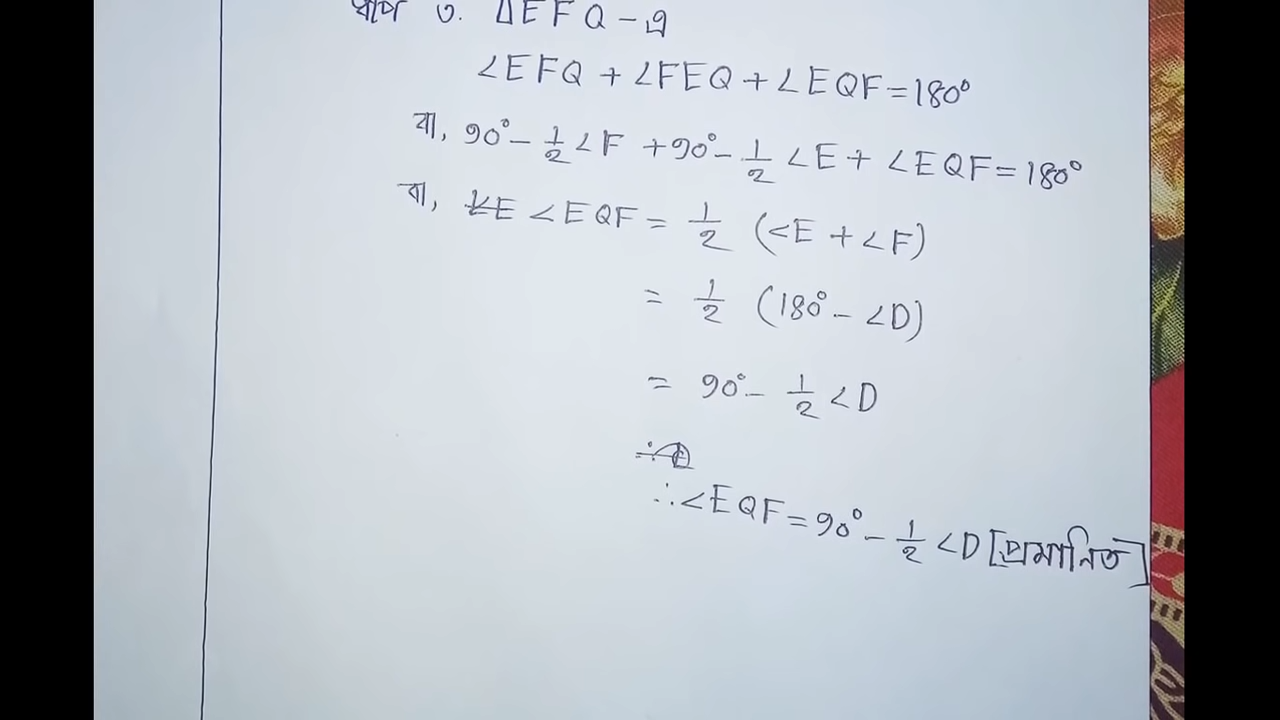 ধাপ ৩. ΔEFQ-এ
∠EFQ + ∠FEQ + ∠EQF = 180°
বা, 90° - 1/2 ∠F + 90° - 1/2 ∠E + ∠EQF = 180°
বা, ∠EQF = 1/2 (∠E + ∠F)
= 1/2 (180° - ∠D)
= 90° - 1/2 ∠D
∴ ∠EQF = 90° - 1/2 ∠D [প্রমানিত]